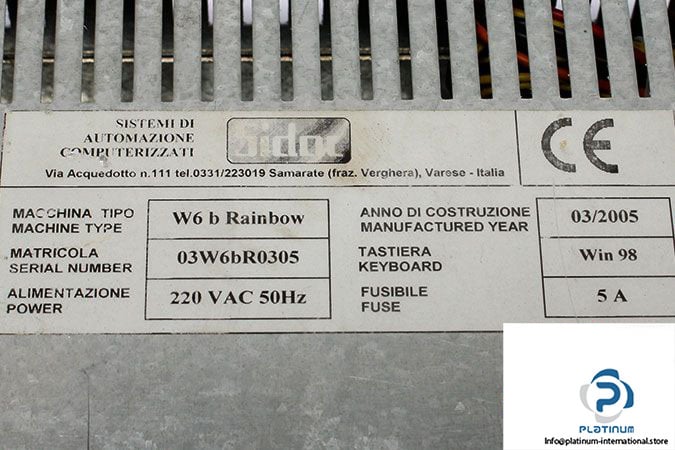 SISTEMI DI
AUTOMAZIONE
COMPUTERIZZATI
Sidac
CE
Via Acquedotto n.111 tel.0331/223019 Samarate (fraz. Verghera), Varese - Italia
MACCHINA TIPO
MACHINE TYPE
W6 b Rainbow
ANNO DI COSTRUZIONE
MANUFACTURED YEAR
03/2005
MATRICOLA
SERIAL NUMBER
03W6bR0305
TASTIERA
KEYBOARD
Win 98
ALIMENTAZIONE
POWER
220 VAC 50Hz
FUSIBILE
FUSE
5 A
PLATINUM
Info@platinum-international.store